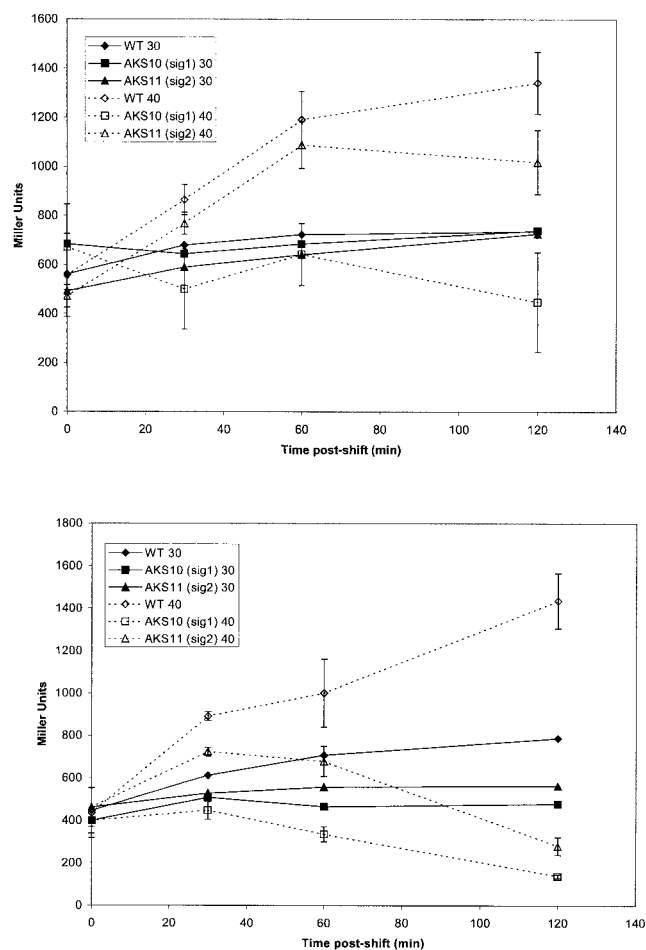 1600
1400
1200
1000
800
600
400
200
0
Miller Units
WT 30
AKS10 (sig1) 30
AKS11 (sig2) 30
WT 40
AKS10 (sig1) 40
AKS11 (sig2) 40
0 20 40 60 80 100 120 140
Time post-shift (min)
1800
1600
1400
1200
1000
800
600
400
200
0
Miller Units
WT 30
AKS10 (sig1) 30
AKS11 (sig2) 30
WT 40
AKS10 (sig1) 40
AKS11 (sig2) 40
0 20 40 60 80 100 120 140
Time post-shift (min)